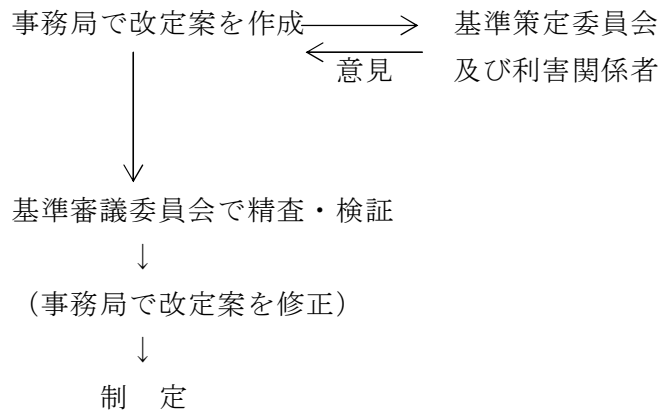 事務局で改定案を作成
基準策定委員会
意見
及び利害関係者
基準審議委員会で精査・検証
↓
（事務局で改定案を修正）
↓
制　定